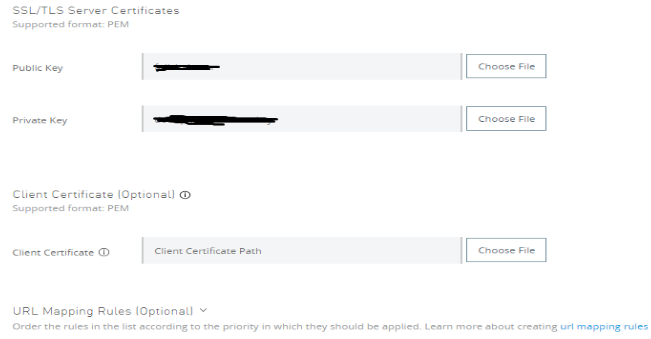 SSL/TLS Server Certificates
Supported format: PEM
Public Key
Choose File
Private Key
Choose File
Client Certificate (Optional)
Supported format: PEM
Client Certificate
Client Certificate Path
Choose File
URL Mapping Rules (Optional)
Order the rules in the list according to the priority in which they should be applied. Learn more about creating url mapping rules